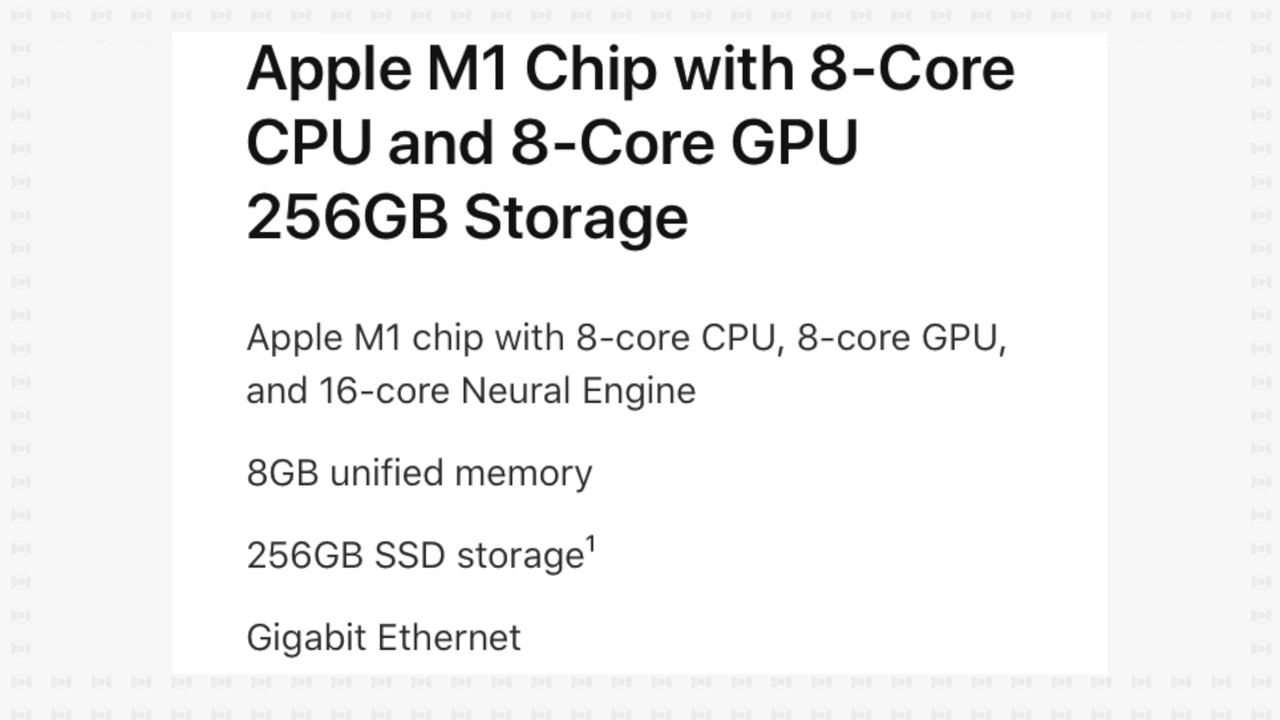 Apple M1 Chip with 8-Core
CPU and 8-Core GPU
256GB Storage
Apple M1 chip with 8-core CPU, 8-core GPU,
and 16-core Neural Engine
8GB unified memory
256GB SSD storage¹
Gigabit Ethernet